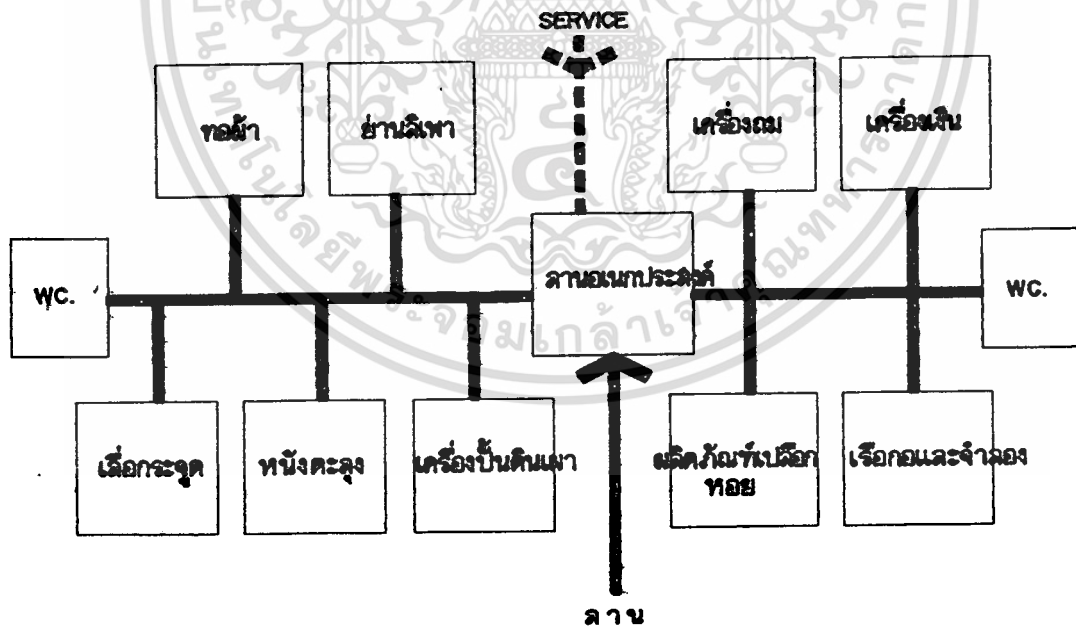 SERVICE
ทอผ้า
ย่านลิเพา
เครื่องถม
เครื่องเงิน
WC.
ลานอเนกประสงค์
WC.
เสื่อกระจูด
หนังตะลุง
เครื่องปั้นดินเผา
ผลิตภัณฑ์เปลือก
หอย
เรือกอและจำลอง
ลาน